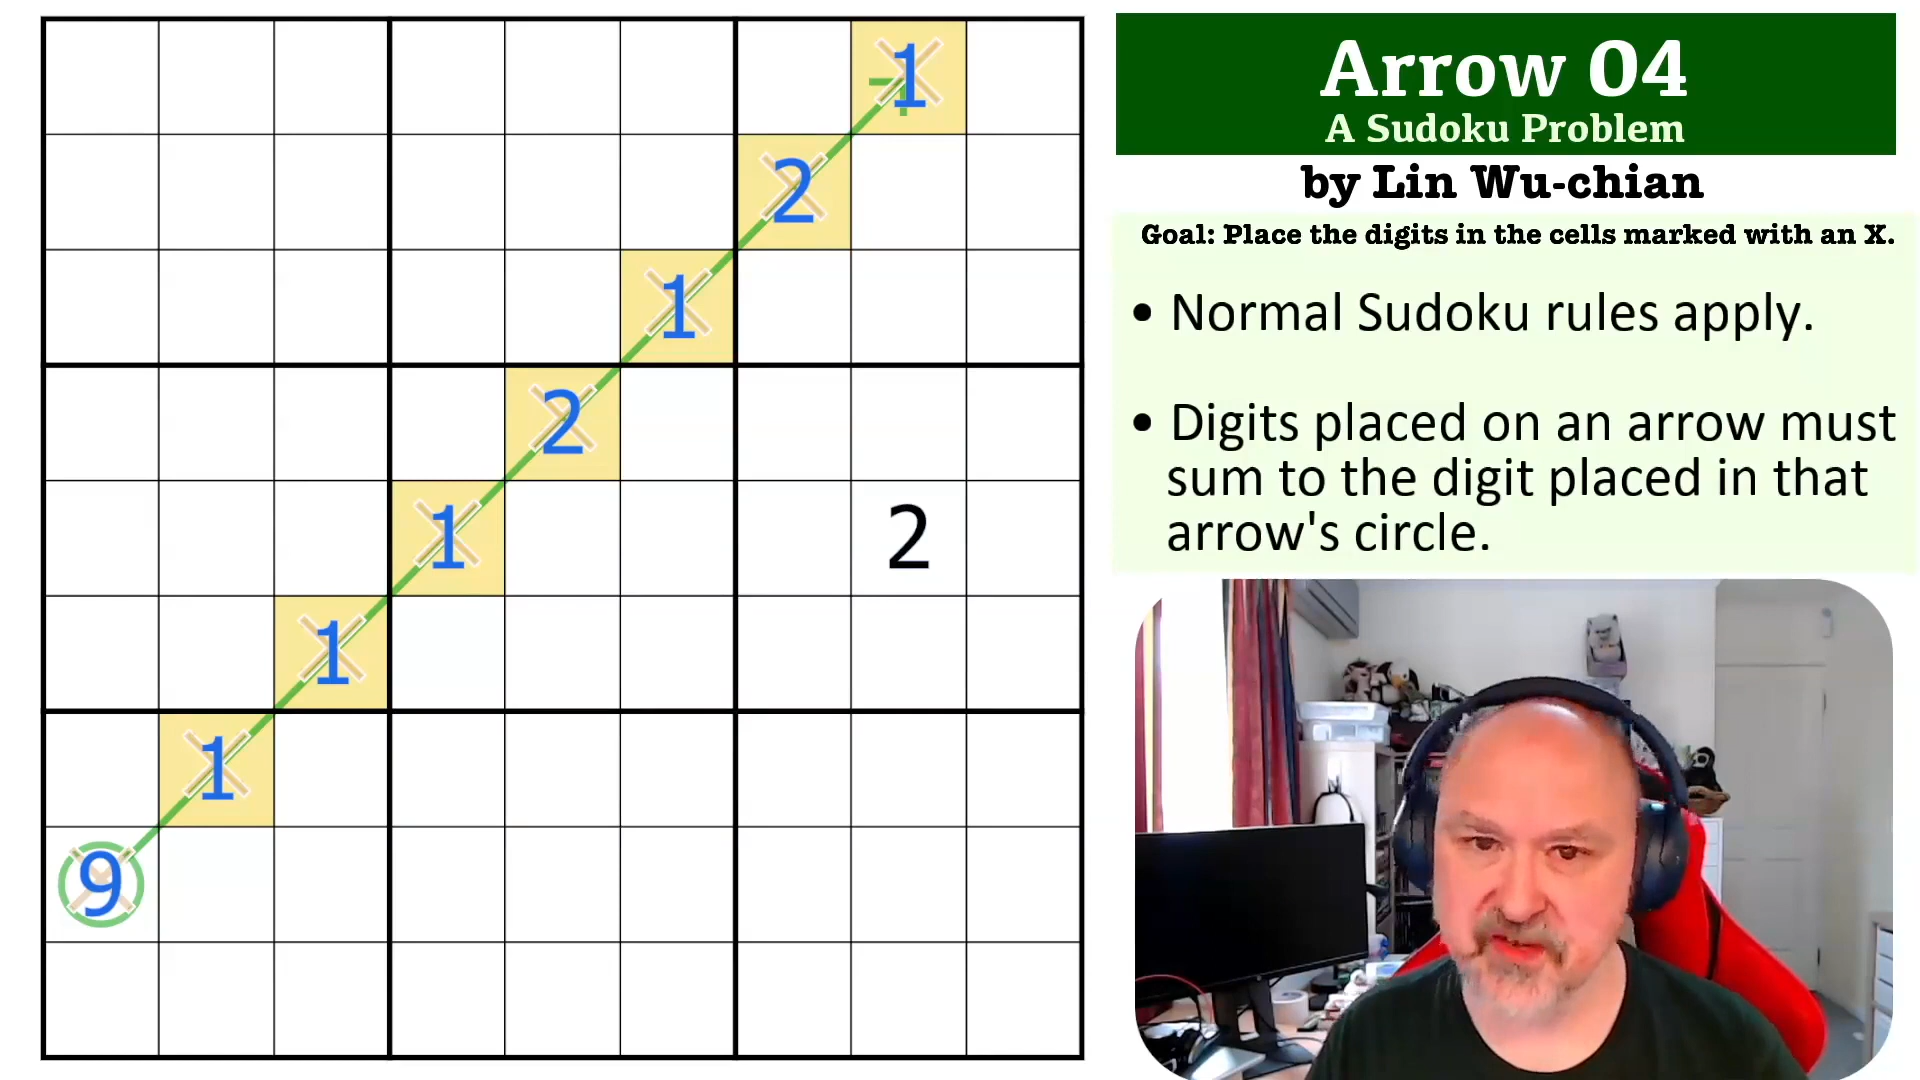 Arrow 04
A Sudoku Problem
by Lin Wu-chian
Goal: Place the digits in the cells marked with an X.
• Normal Sudoku rules apply.
• Digits placed on an arrow must
sum to the digit placed in that
arrow's circle.
1
2
1
2
1
2
1
1
9